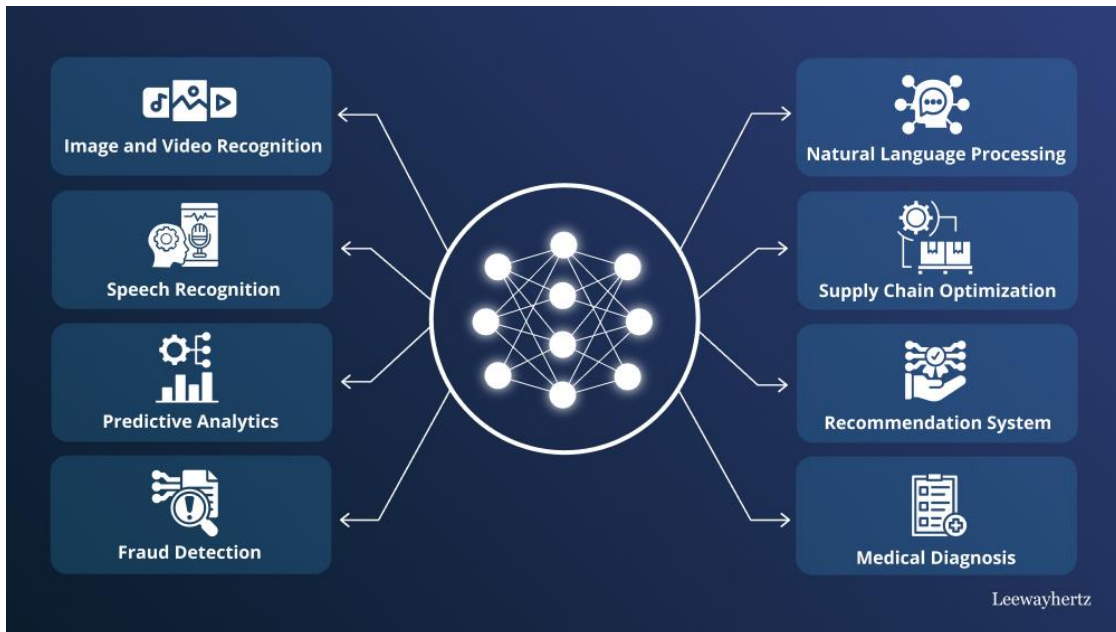 Image and Video Recognition
Speech Recognition
Predictive Analytics
Fraud Detection
Natural Language Processing
Supply Chain Optimization
Recommendation System
Medical Diagnosis
Leewayhertz